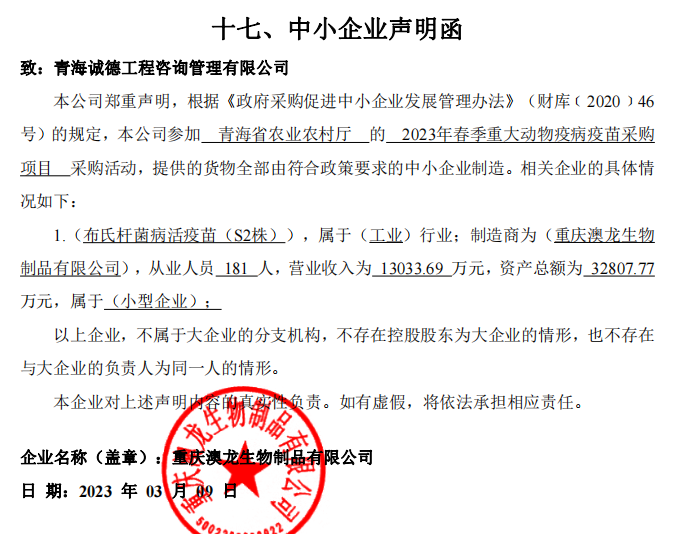 十七、中小企业声明函
致：青海诚德工程咨询管理有限公司
本公司郑重声明，根据《政府采购促进中小企业发展管理办法》（财库﹝2020﹞46
号）的规定，本公司参加 青海省农业农村厅 的 2023年春季重大动物疫病疫苗采购
项目 采购活动，提供的货物全部由符合政策要求的中小企业制造。相关企业的具体情
况如下：
1.（布氏杆菌病活疫苗（S2株）），属于（工业）行业；制造商为（重庆澳龙生物
制品有限公司），从业人员 181 人，营业收入为 13033.69 万元，资产总额为 32807.77
万元，属于（小型企业）；
以上企业，不属于大企业的分支机构，不存在控股股东为大企业的情形，也不存在
与大企业的负责人为同一人的情形。
本企业对上述声明内容的真实性负责。如有虚假，将依法承担相应责任。
企业名称（盖章）：重庆澳龙生物制品有限公司
日 期：2023 年 03 月 09 日
重庆澳龙生物制品有限公司